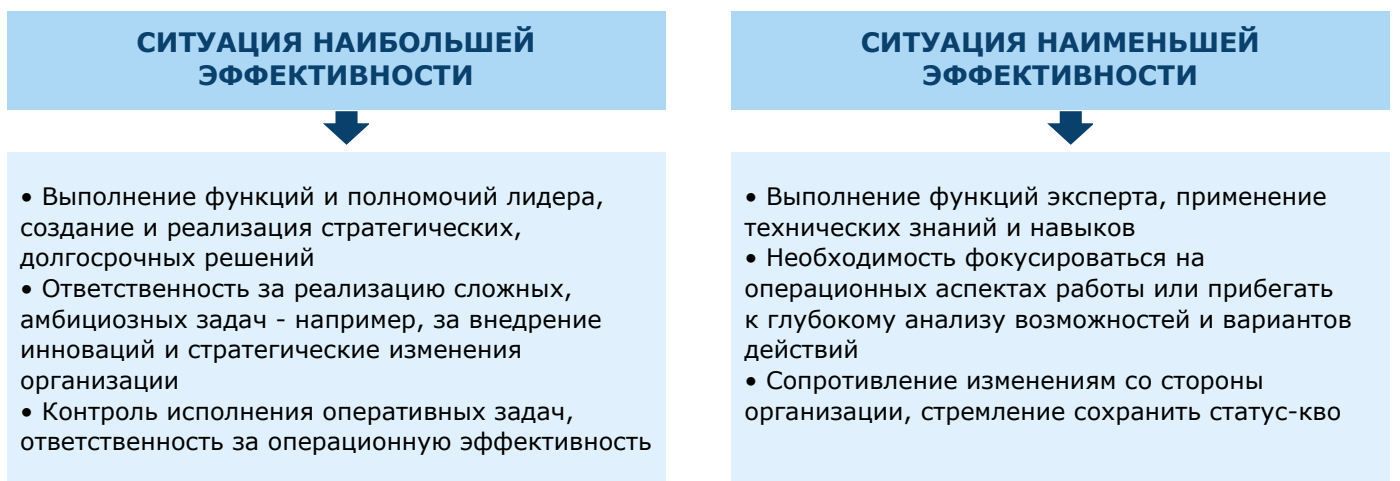 СИТУАЦИЯ НАИБОЛЬШЕЙ
ЭФФЕКТИВНОСТИ
• Выполнение функций и полномочий лидера,
создание и реализация стратегических,
долгосрочных решений
• Ответственность за реализацию сложных,
амбициозных задач - например, за внедрение
инноваций и стратегические изменения
организации
• Контроль исполнения оперативных задач,
ответственность за операционную эффективность
СИТУАЦИЯ НАИМЕНЬШЕЙ
ЭФФЕКТИВНОСТИ
• Выполнение функций эксперта, применение
технических знаний и навыков
• Необходимость фокусироваться на
операционных аспектах работы или прибегать
к глубокому анализу возможностей и вариантов
действий
• Сопротивление изменениям со стороны
организации, стремление сохранить статус-кво